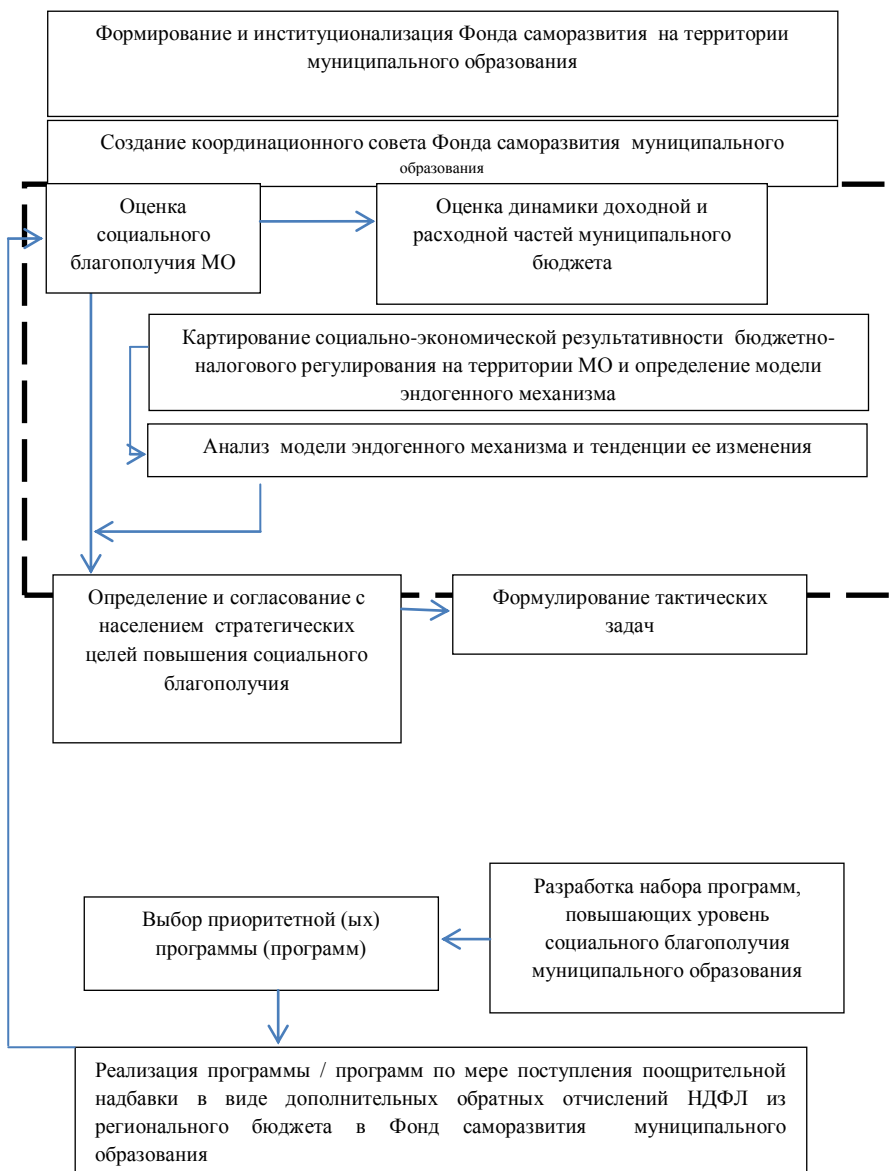 Формирование и институционализация Фонда саморазвития на территории
муниципального образования
Создание координационного совета Фонда саморазвития муниципального
образования
Оценка
социального
благополучия МО
Оценка динамики доходной и
расходной частей муниципального
бюджета
Картирование социально-экономической результативности бюджетно-
налогового регулирования на территории МО и определение модели
эндогенного механизма
Анализ модели эндогенного механизма и тенденции ее изменения
Определение и согласование с
населением стратегических
целей повышения социального
благополучия
Формулирование тактических
задач
Разработка набора программ,
повышающих уровень
социального благополучия
муниципального образования
Выбор приоритетной (ых)
программы (программ)
Реализация программы / программ по мере поступления поощрительной
надбавки в виде дополнительных обратных отчислений НДФЛ из
регионального бюджета в Фонд саморазвития муниципального
образования